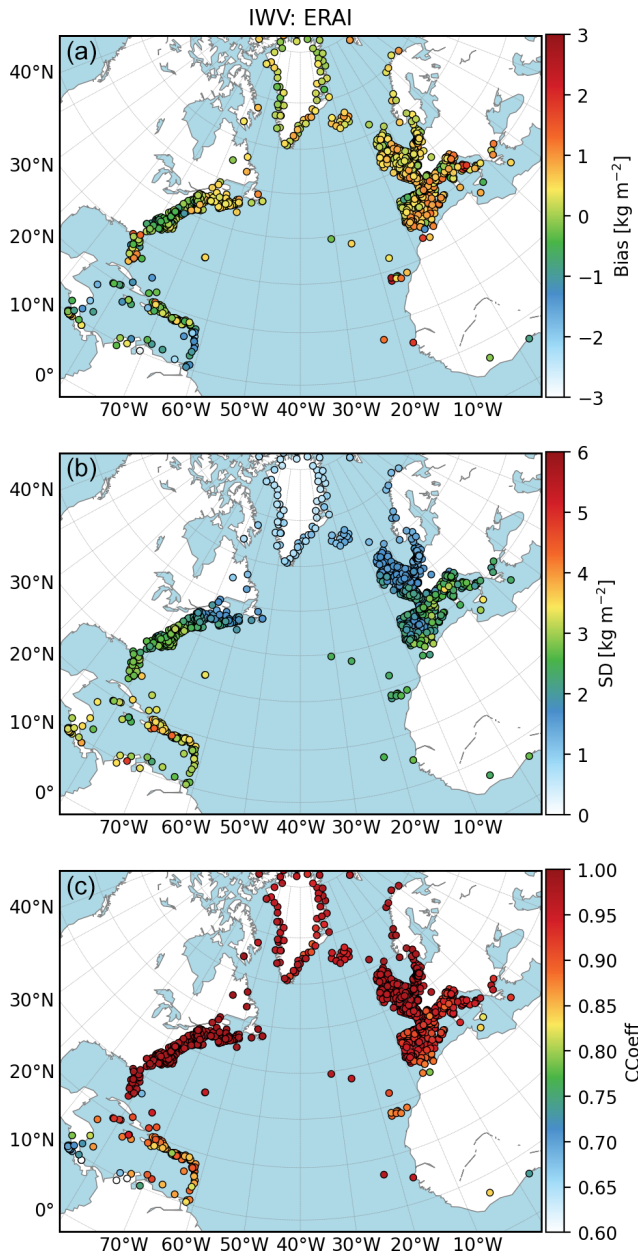 IWV: ERAI
(a)
40°N
30°N
20°N
10°N
0°
70°W 60°W 50°W 40°W 30°W 20°W 10°W
3
2
1
0
−1
−2
−3
Bias [kg m−2]
(b)
40°N
30°N
20°N
10°N
0°
70°W 60°W 50°W 40°W 30°W 20°W 10°W
6
5
4
3
2
1
0
SD [kg m−2]
(c)
40°N
30°N
20°N
10°N
0°
70°W 60°W 50°W 40°W 30°W 20°W 10°W
1.00
0.95
0.90
0.85
0.80
0.75
0.70
0.65
0.60
CCoeff